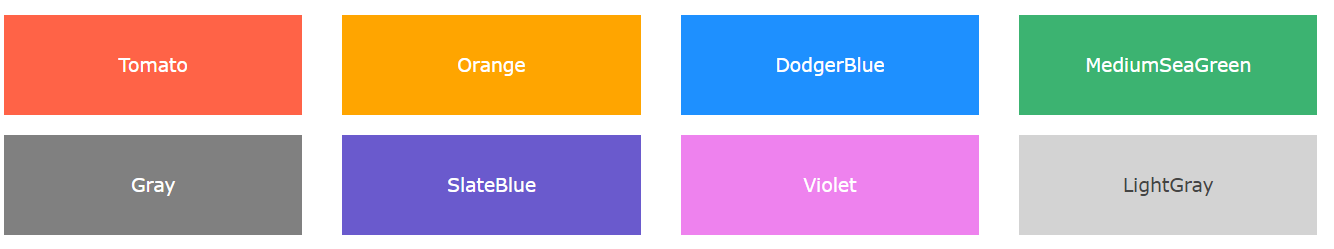 Tomato
Orange
DodgerBlue
MediumSeaGreen
Gray
SlateBlue
Violet
LightGray